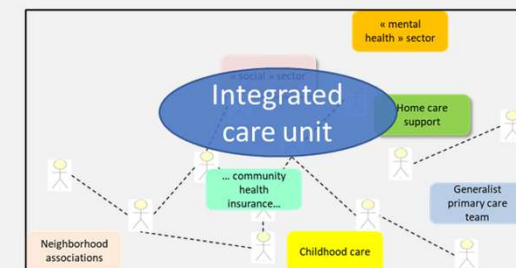 « mental
health » sector
« social » sector
Integrated
care unit
Home care
support
... community
health
insurance...
Generalist
primary care
team
Neighborhood
associations
Childhood care